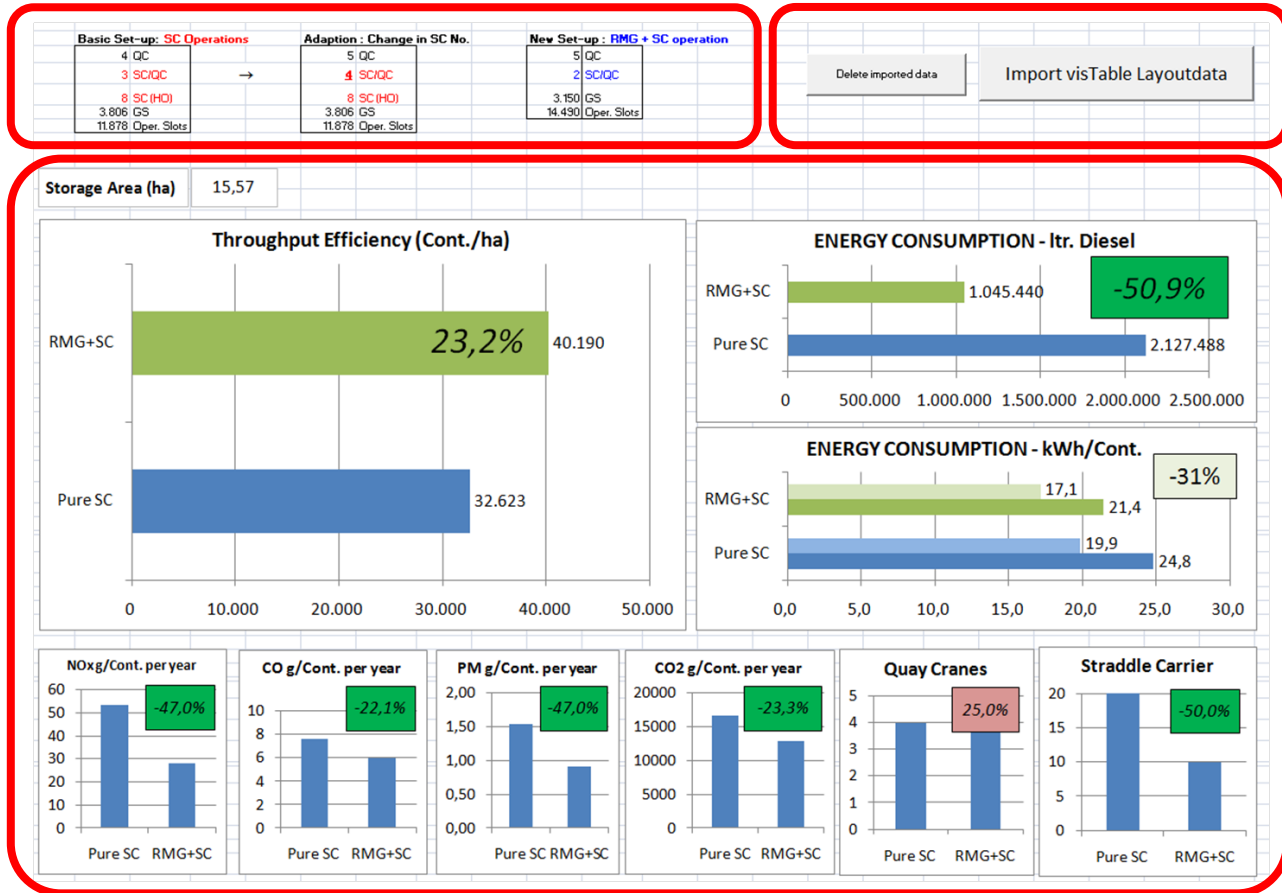 Basic Set-up: SC Operations
4 QC
3 SC/QC
8 SC (HO)
3.806 GS
11.878 Oper. Slots
→
Adaption : Change in SC No.
5 QC
4 SC/QC
8 SC (HO)
3.806 GS
11.878 Oper. Slots
New Set-up : RMG + SC operation
5 QC
2 SC/QC
3.150 GS
14.490 Oper. Slots
Delete imported data
Import visTable Layoutdata
Storage Area (ha) 15,57
Throughput Efficiency (Cont./ha)
RMG+SC 23,2% 40.190
Pure SC 32.623
0 10.000 20.000 30.000 40.000 50.000
ENERGY CONSUMPTION - ltr. Diesel
-50,9%
RMG+SC 1.045.440
Pure SC 2.127.488
0 500.000 1.000.000 1.500.000 2.000.000 2.500.000
ENERGY CONSUMPTION - kWh/Cont.
-31%
17,1
RMG+SC
21,4
19,9
Pure SC
24,8
0,0 5,0 10,0 15,0 20,0 25,0 30,0
NOx g/Cont. per year
60
50
40
30
20
10
0
-47,0%
Pure SC RMG+SC
CO g/Cont. per year
10
8
6
4
2
0
-22,1%
Pure SC RMG+SC
PM g/Cont. per year
2,00
1,50
1,00
0,50
0,00
-47,0%
Pure SC RMG+SC
CO2 g/Cont. per year
20000
15000
10000
5000
0
-23,3%
Pure SC RMG+SC
Quay Cranes
5
4
3
2
1
0
25,0%
Pure SC RMG+SC
Straddle Carrier
20
15
10
5
0
-50,0%
Pure SC RMG+SC